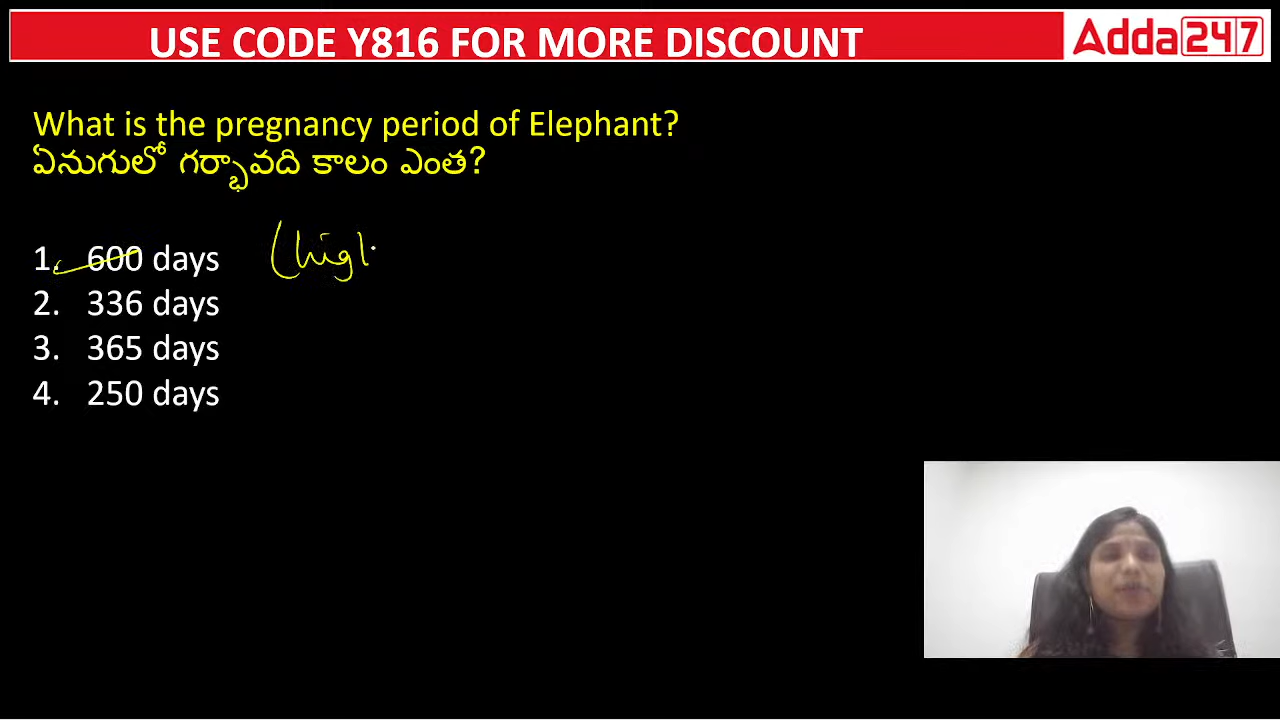 USE CODE Y816 FOR MORE DISCOUNT
Adda247
What is the pregnancy period of Elephant?
ఏనుగులో గర్భావది కాలం ఎంత?
1. 600 days (high
2. 336 days
3. 365 days
4. 250 days